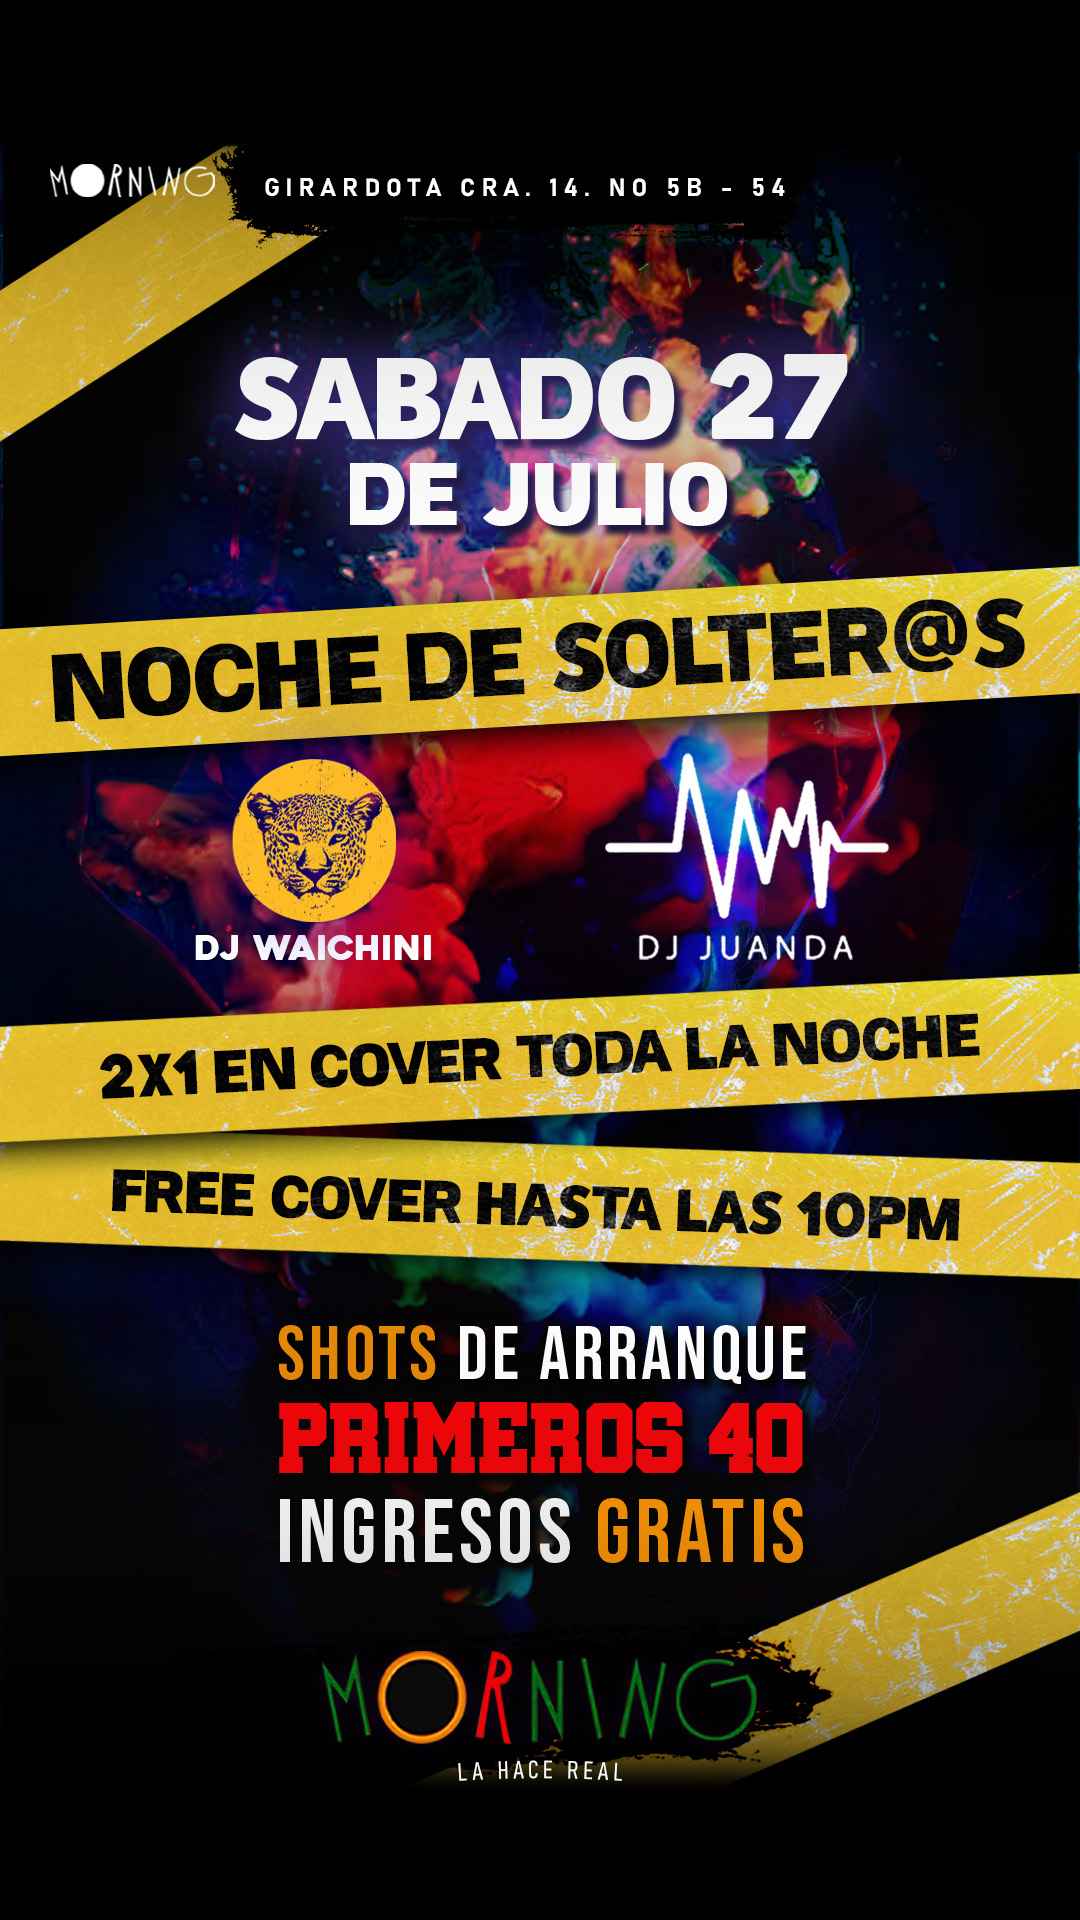 MORNING
GIRARDOTA CRA. 14. NO 5B - 54
SABADO 27
DE JULIO
NOCHE DE SOLTER@S
DJ WAICHINI
DJ JUANDA
2X1 EN COVER TODA LA NOCHE
FREE COVER HASTA LAS 10PM
SHOTS DE ARRANQUE
PRIMEROS 40
INGRESOS GRATIS
MORNING
LA HACE REAL